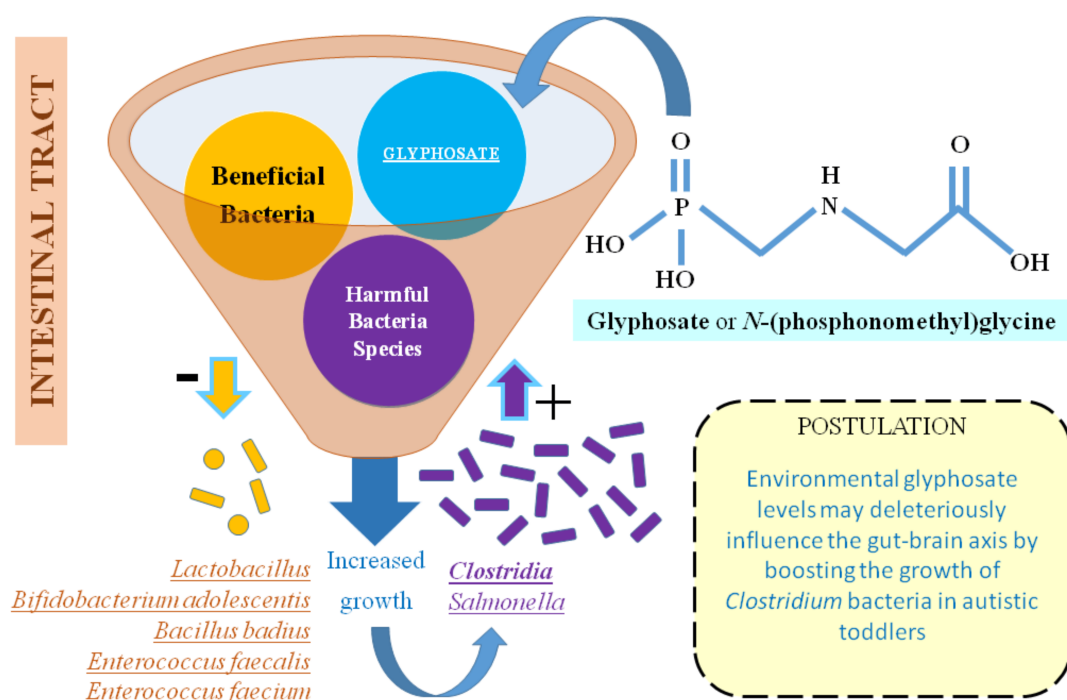 INTESTINAL TRACT
Beneficial
Bacteria
GLYPHOSATE
Harmful
Bacteria
Species
O
P
HO
HO
H
N
O
OH
Glyphosate or N-(phosphonomethyl)glycine
-
+
Lactobacillus
Bifidobacterium adolescentis
Bacillus badius
Enterococcus faecalis
Enterococcus faecium
Increased
growth
Clostridia
Salmonella
POSTULATION
Environmental glyphosate
levels may deleteriously
influence the gut-brain axis by
boosting the growth of
Clostridium bacteria in autistic
toddlers